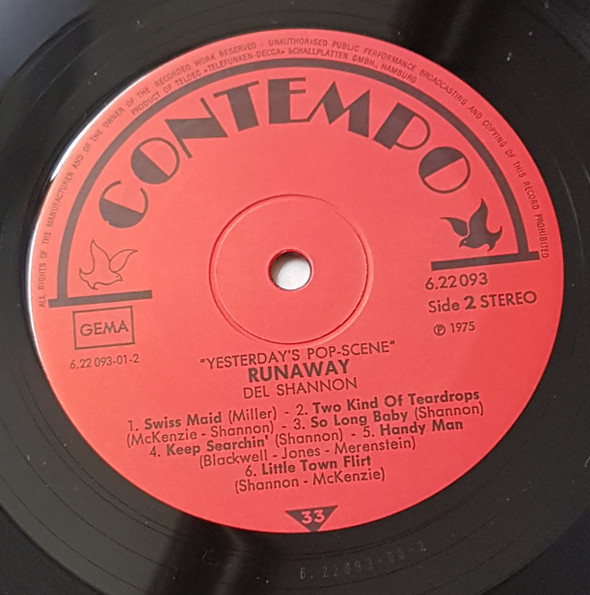 ALL RIGHTS OF THE MANUFACTURER AND OF THE OWNER OF THE RECORDED WORK RESERVED · UNAUTHORISED PUBLIC PERFORMANCE BROADCASTING AND COPYING OF THIS RECORD PROHIBITED
PRODUCT OF TELDEC »TELEFUNKEN-DECCA« SCHALLPLATTEN GMBH, HAMBURG
CONTEMPO
6.22 093
Side 2 STEREO
℗ 1975
GEMA
6.22 093-01-2
"YESTERDAY'S POP-SCENE"
RUNAWAY
DEL SHANNON
1. Swiss Maid (Miller) - 2. Two Kind Of Teardrops
(McKenzie - Shannon) - 3. So Long Baby (Shannon)
4. Keep Searchin' (Shannon) - 5. Handy Man
(Blackwell - Jones - Merenstein)
6. Little Town Flirt
(Shannon - McKenzie)
33